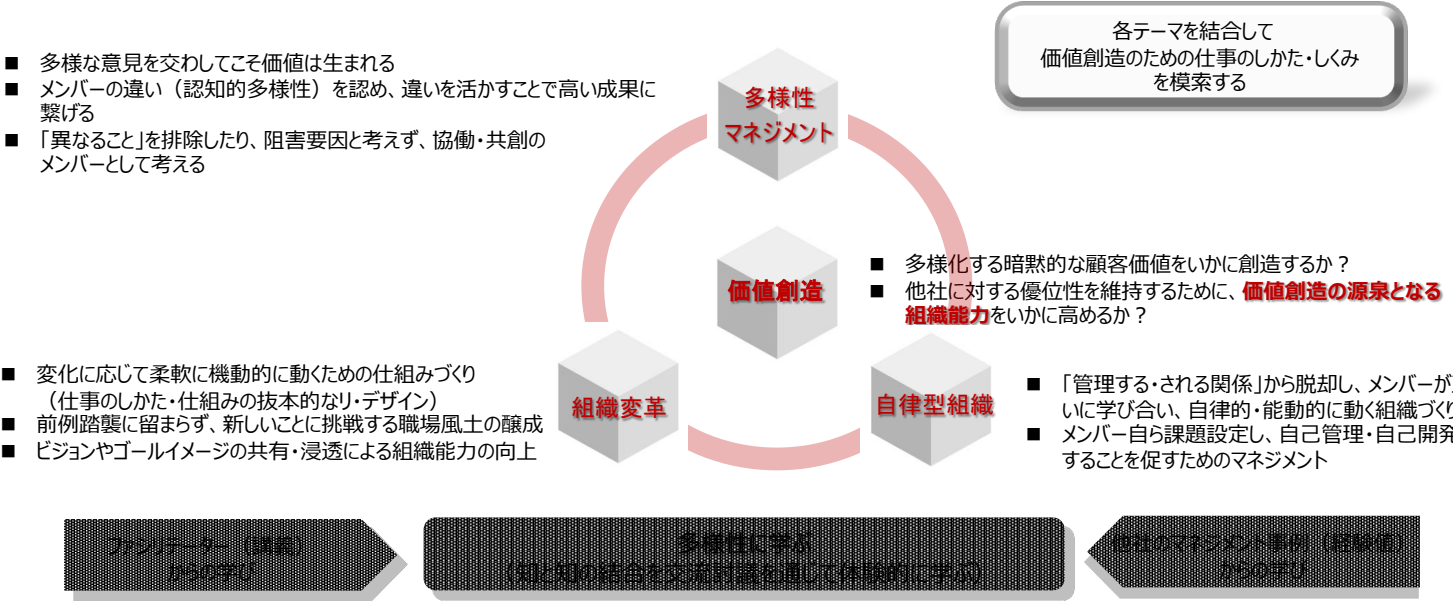 各テーマを結合して
価値創造のための仕事のしかた・しくみ
を模索する
■ 多様な意見を交わしてこそ価値は生まれる
■ メンバーの違い（認知的多様性）を認め、違いを活かすことで高い成果に
繋げる
■ 「異なること」を排除したり、阻害要因と考えず、協働・共創の
メンバーとして考える
多様性
マネジメント
価値創造
■ 多様化する暗黙的な顧客価値をいかに創造するか？
■ 他社に対する優位性を維持するために、価値創造の源泉となる
組織能力をいかに高めるか？
■ 変化に応じて柔軟に機動的に動くための仕組みづくり
（仕事のしかた・仕組みの抜本的なリ・デザイン）
■ 前例踏襲に留まらず、新しいことに挑戦する職場風土の醸成
■ ビジョンやゴールイメージの共有・浸透による組織能力の向上
組織変革
自律型組織
■ 「管理する・される関係」から脱却し、メンバーが
いに学び合い、自律的・能動的に動く組織づくり
■ メンバー自ら課題設定し、自己管理・自己開発
することを促すためのマネジメント
ファシリテーター（講義）
からの学び
多様性に学ぶ
（知と知の結合を交流討議を通じて体験的に学ぶ）
他社のマネジメント事例（経験値）
からの学び